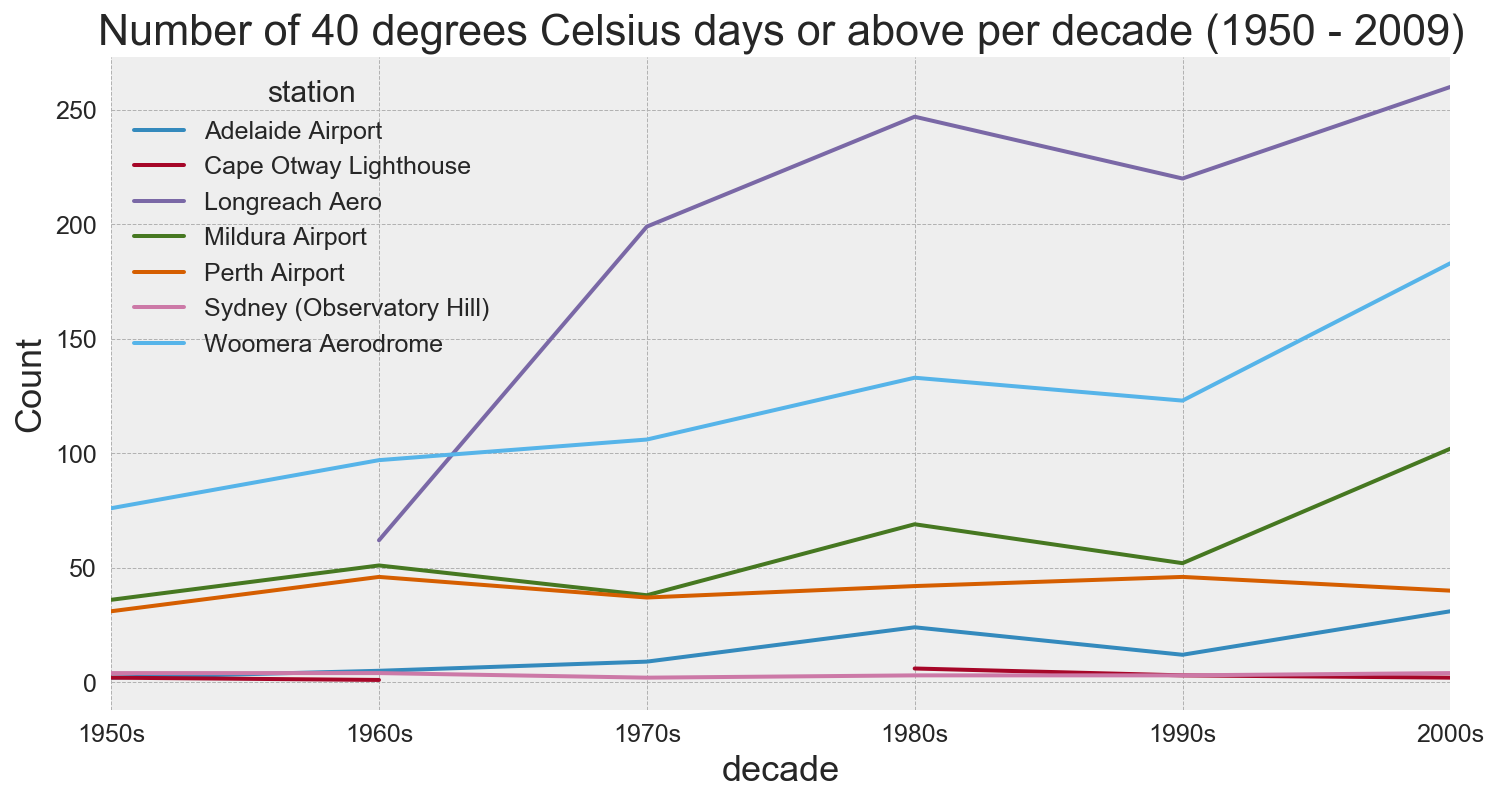 Number of 40 degrees Celsius days or above per decade (1950 - 2009)
station
Adelaide Airport
Cape Otway Lighthouse
Longreach Aero
Mildura Airport
Perth Airport
Sydney (Observatory Hill)
Woomera Aerodrome
250
200
150
100
50
0
Count
1950s 1960s 1970s 1980s 1990s 2000s
decade